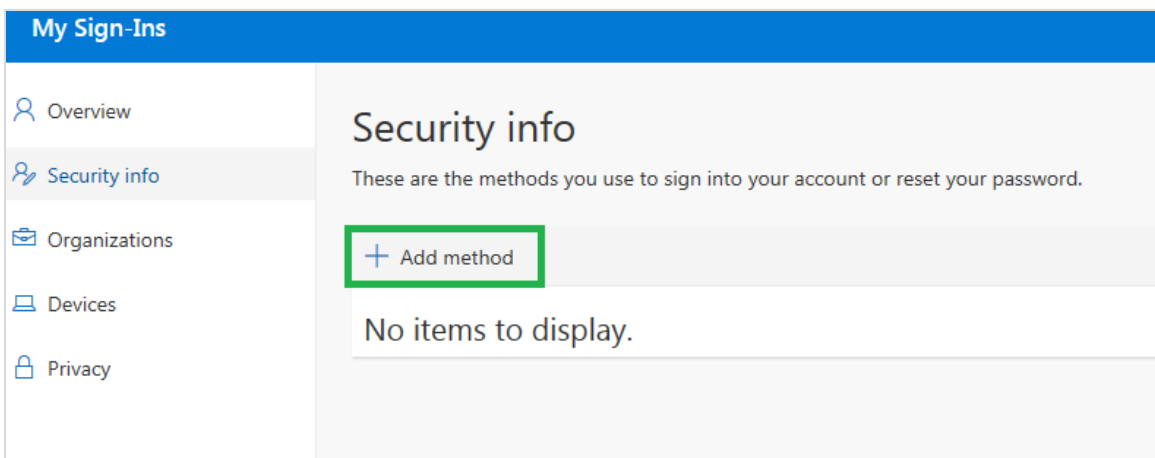 My Sign-Ins
Overview
Security info
Organizations
Devices
Privacy
Security info
These are the methods you use to sign into your account or reset your password.
+ Add method
No items to display.